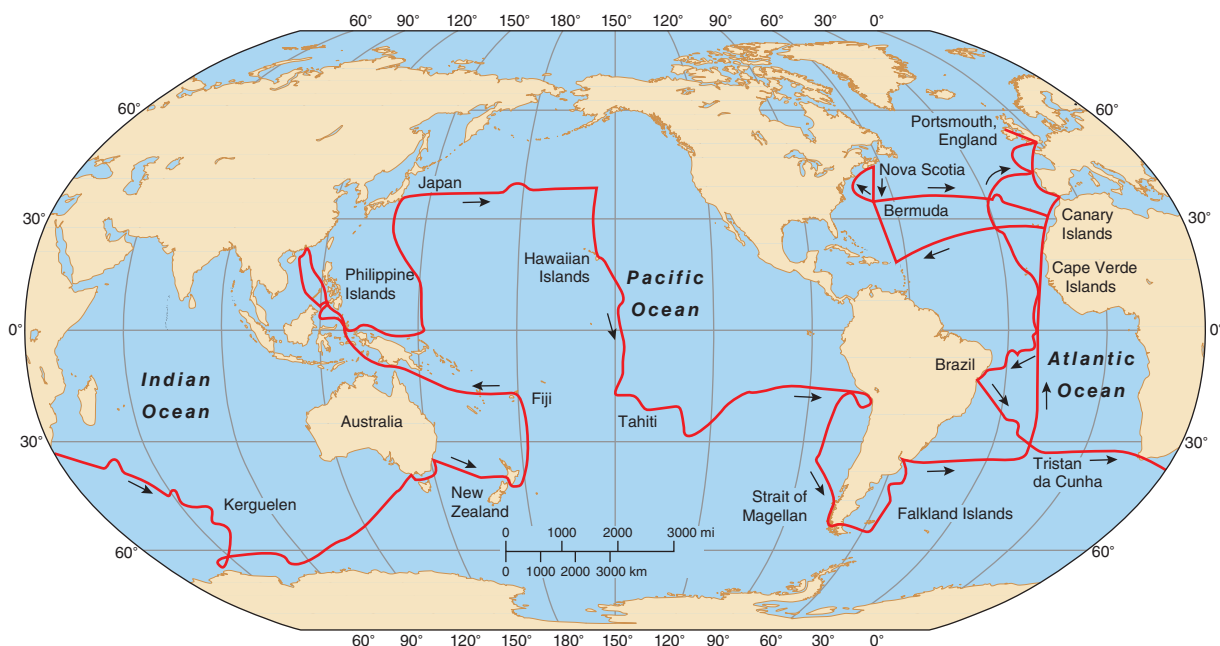 60° 90° 120° 150° 180° 150° 120° 90° 60° 30° 0°
60° 60°
Portsmouth,
England
Nova Scotia
Japan
Bermuda
30° 30°
Canary
Islands
Hawaiian
Islands
Philippine
Islands
Pacific
Ocean
Cape Verde
Islands
0° 0°
Brazil
Atlantic
Ocean
Indian
Ocean
Fiji
Australia
Tahiti
30° 30°
Tristan
da Cunha
Kerguelen
New
Zealand
Strait of
Magellan
Falkland Islands
0 1000 2000 3000 mi
0 1000 2000 3000 km
60° 60°
60° 90° 120° 150° 180° 150° 120° 90° 60° 30° 0°